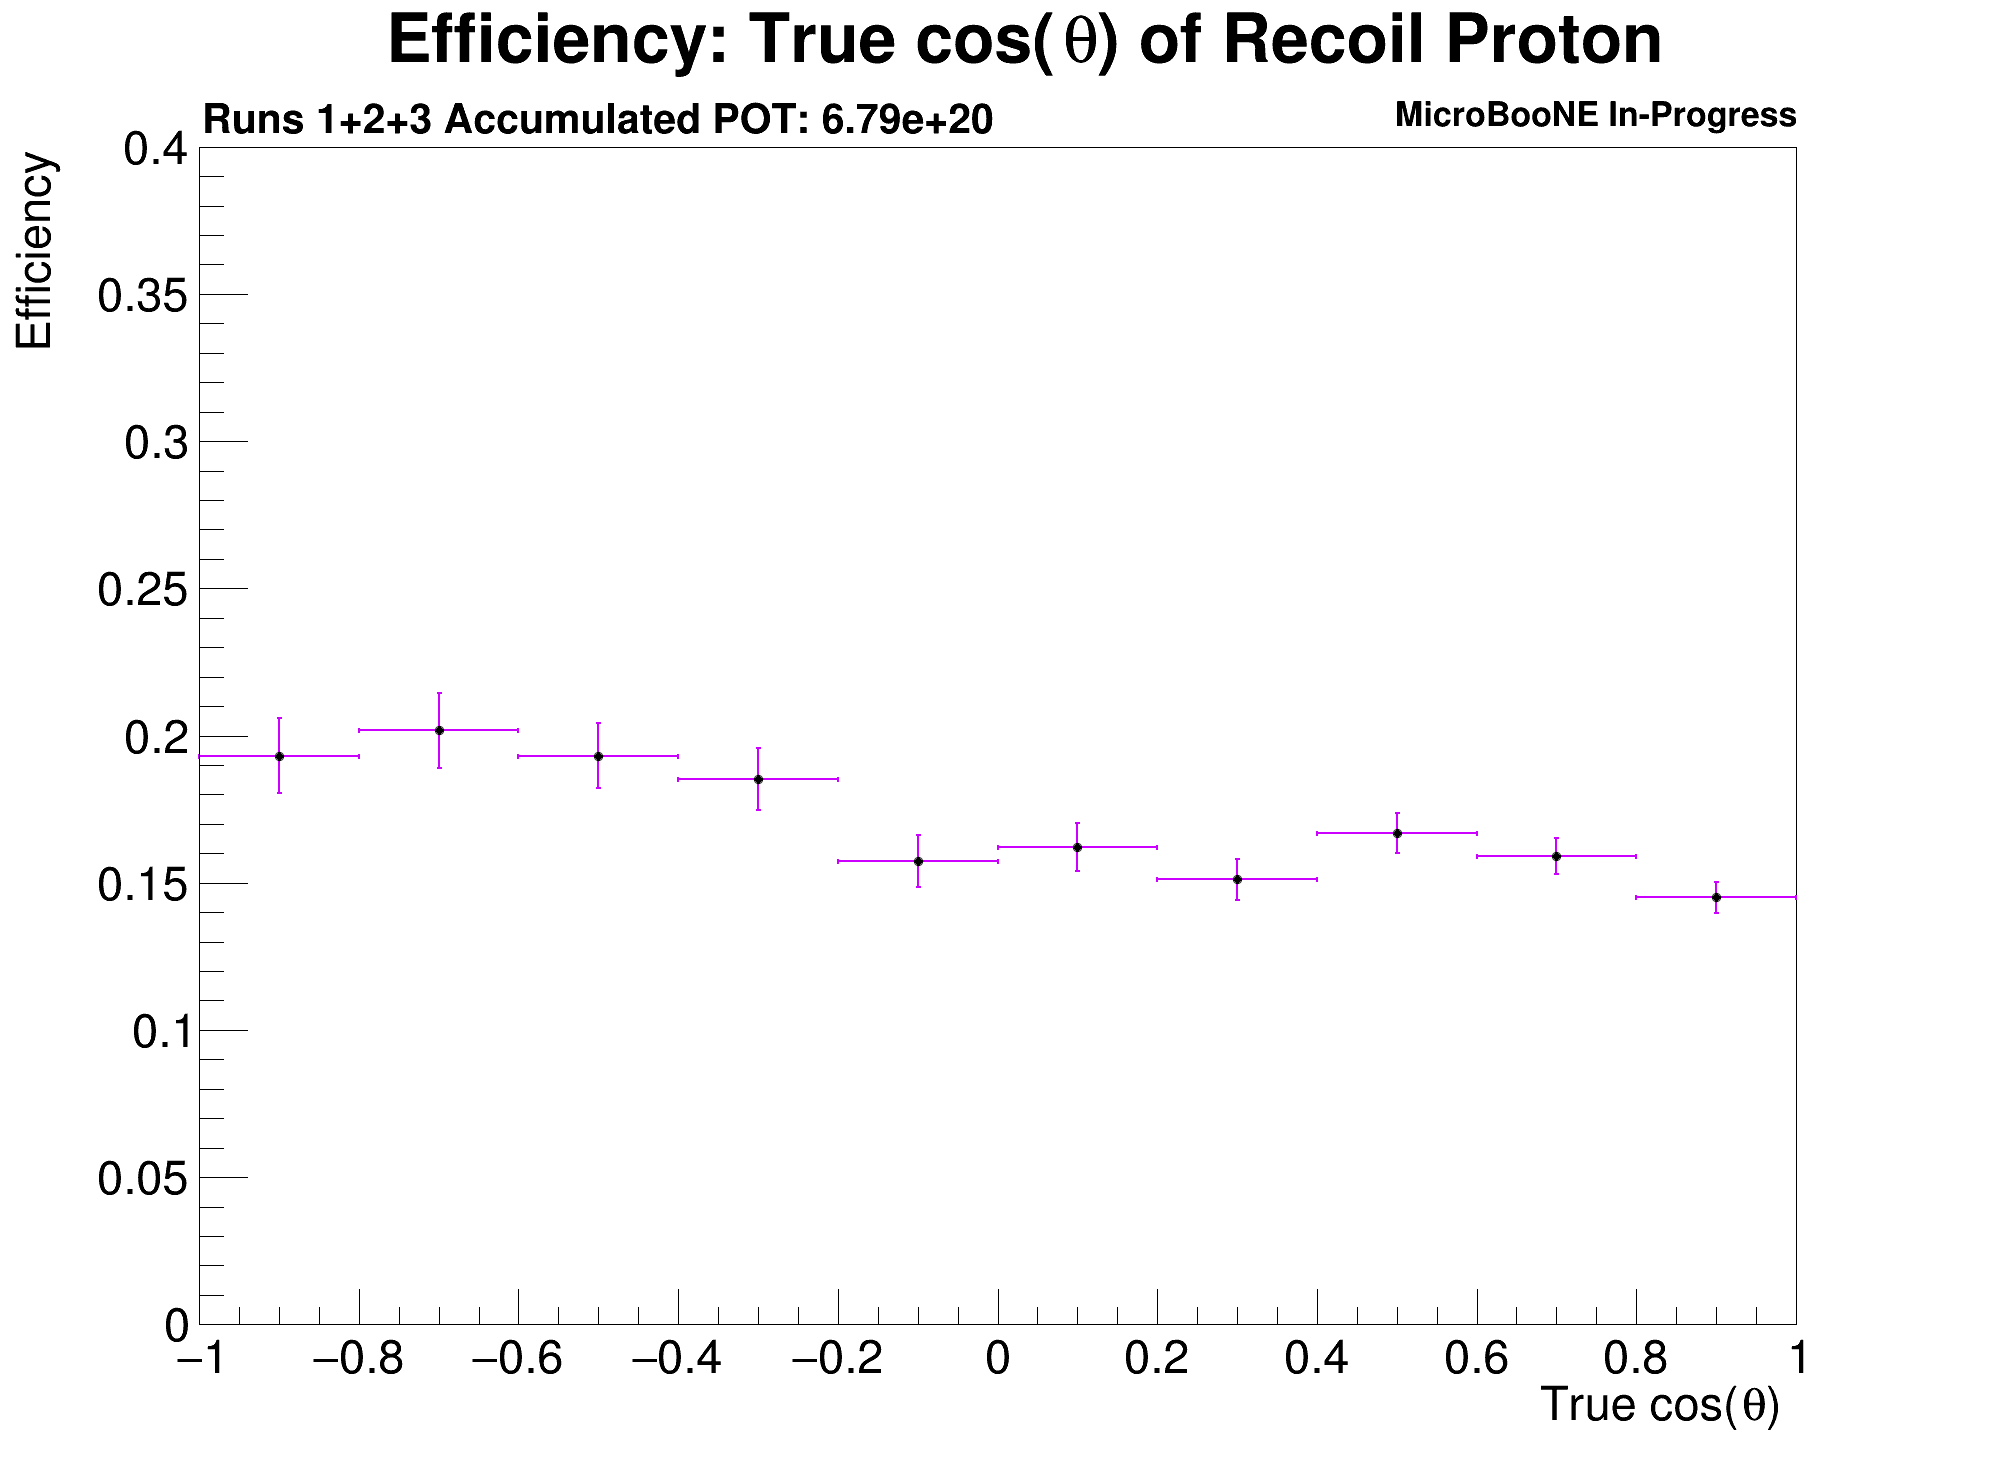 Efficiency: True cos(θ) of Recoil Proton
Runs 1+2+3 Accumulated POT: 6.79e+20
MicroBooNE In-Progress
Efficiency
0.4
0.35
0.3
0.25
0.2
0.15
0.1
0.05
0
−1 −0.8 −0.6 −0.4 −0.2 0 0.2 0.4 0.6 0.8 1
True cos(θ)